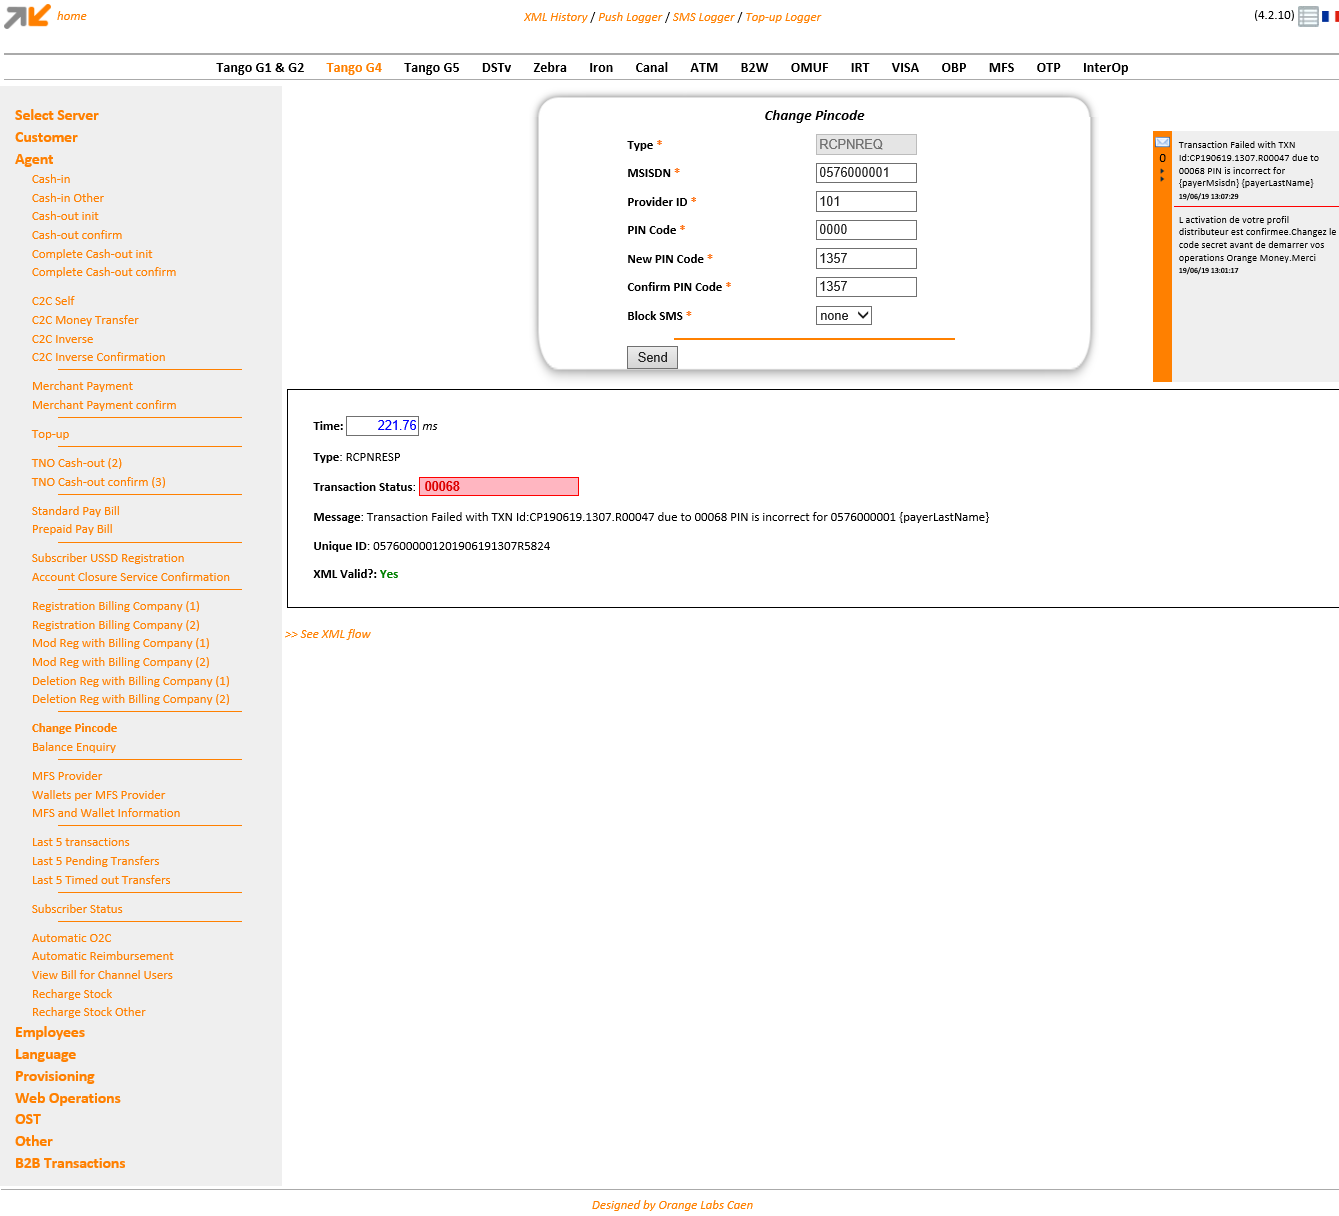 home
XML History / Push Logger / SMS Logger / Top-up Logger
(4.2.10)
Tango G1 & G2 Tango G4 Tango G5 DSTv Zebra Iron Canal ATM B2W OMUF IRT VISA OBP MFS OTP InterOp
Select Server
Customer
Agent
Cash-in
Cash-in Other
Cash-out init
Cash-out confirm
Complete Cash-out init
Complete Cash-out confirm
C2C Self
C2C Money Transfer
C2C Inverse
C2C Inverse Confirmation
Merchant Payment
Merchant Payment confirm
Top-up
TNO Cash-out (2)
TNO Cash-out confirm (3)
Standard Pay Bill
Prepaid Pay Bill
Subscriber USSD Registration
Account Closure Service Confirmation
Registration Billing Company (1)
Registration Billing Company (2)
Mod Reg with Billing Company (1)
Mod Reg with Billing Company (2)
Deletion Reg with Billing Company (1)
Deletion Reg with Billing Company (2)
Change Pincode
Balance Enquiry
MFS Provider
Wallets per MFS Provider
MFS and Wallet Information
Last 5 transactions
Last 5 Pending Transfers
Last 5 Timed out Transfers
Subscriber Status
Automatic O2C
Automatic Reimbursement
View Bill for Channel Users
Recharge Stock
Recharge Stock Other
Employees
Language
Provisioning
Web Operations
OST
Other
B2B Transactions
Change Pincode
Type * RCPNREQ
MSISDN * 0576000001
Provider ID * 101
PIN Code * 0000
New PIN Code * 1357
Confirm PIN Code * 1357
Block SMS * none
Send
0
Transaction Failed with TXN
Id:CP190619.1307.R00047 due to
00068 PIN is incorrect for
{payerMsisdn} {payerLastName}
19/06/19 13:07:29
L activation de votre profil
distributeur est confirmee.Changez le
code secret avant de demarrer vos
operations Orange Money.Merci
19/06/19 13:01:17
Time: 221.76 ms
Type: RCPNRESP
Transaction Status: 00068
Message: Transaction Failed with TXN Id:CP190619.1307.R00047 due to 00068 PIN is incorrect for 0576000001 {payerLastName}
Unique ID: 0576000001201906191307R5824
XML Valid?: Yes
>> See XML flow
Designed by Orange Labs Caen